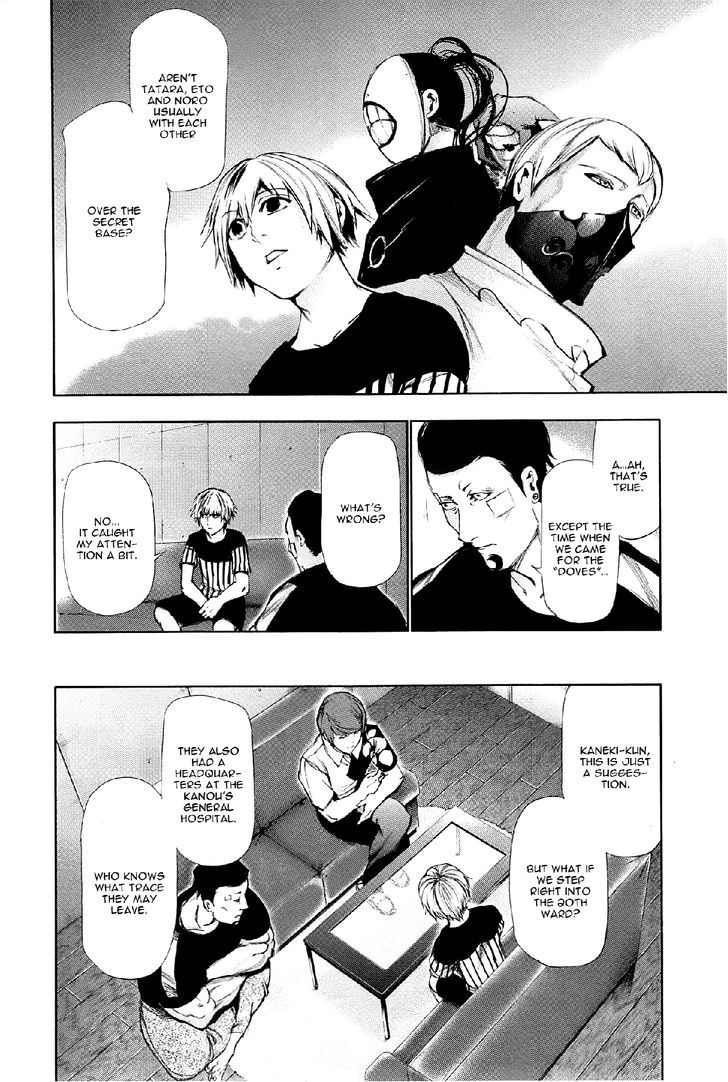 AREN'T
TATARA, ETO
AND NORO
USUALLY
WITH EACH
OTHER
OVER THE
SECRET
BASE?
A...AH,
THAT'S
TRUE.
EXCEPT THE
TIME WHEN
WE CAME
FOR THE
"DOVES"...
WHAT'S
WRONG?
NO...
IT CAUGHT
MY ATTEN-
TION A BIT.
KANEKI-KUN,
THIS IS JUST
A SUGGES-
TION.
BUT WHAT IF
WE STEP
RIGHT INTO
THE 20TH
WARD?
THEY ALSO
HAD A
HEADQUAR-
TERS AT THE
KANOU'S
GENERAL
HOSPITAL.
WHO KNOWS
WHAT TRACE
THEY MAY
LEAVE.